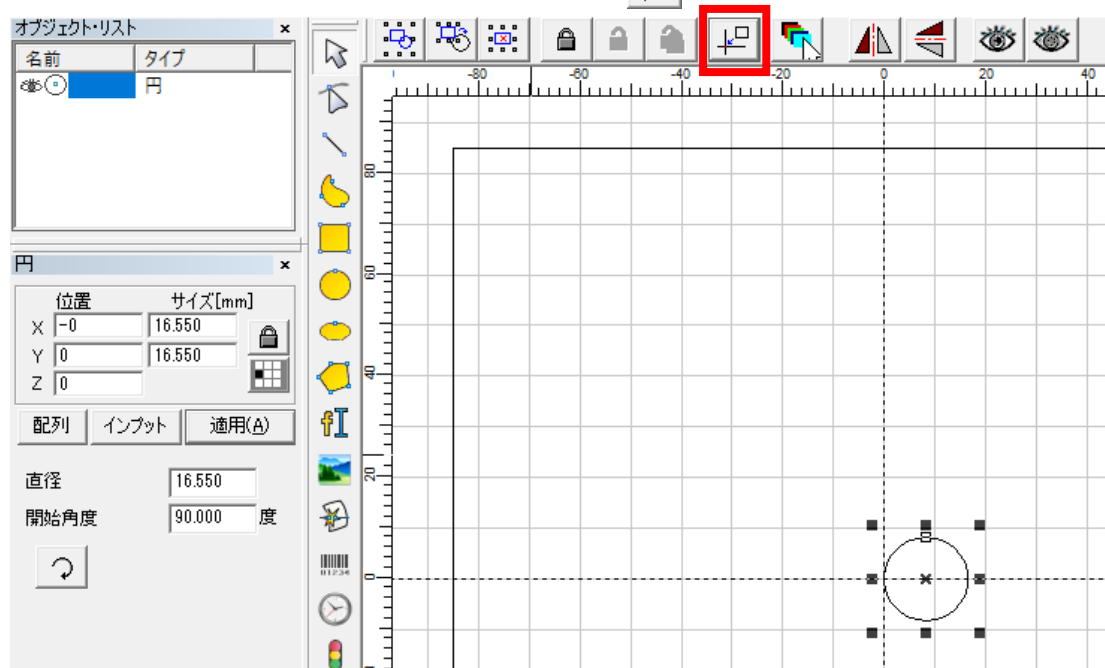 オブジェクト・リスト
名前 タイプ
円
円
位置 サイズ[mm]
X -0 16.550
Y 0 16.550
Z 0
配列 インプット 適用(A)
直径 16.550
開始角度 90.000 度
-80 -60 -40 -20 0 20 40
80
60
40
20
0
f
01234